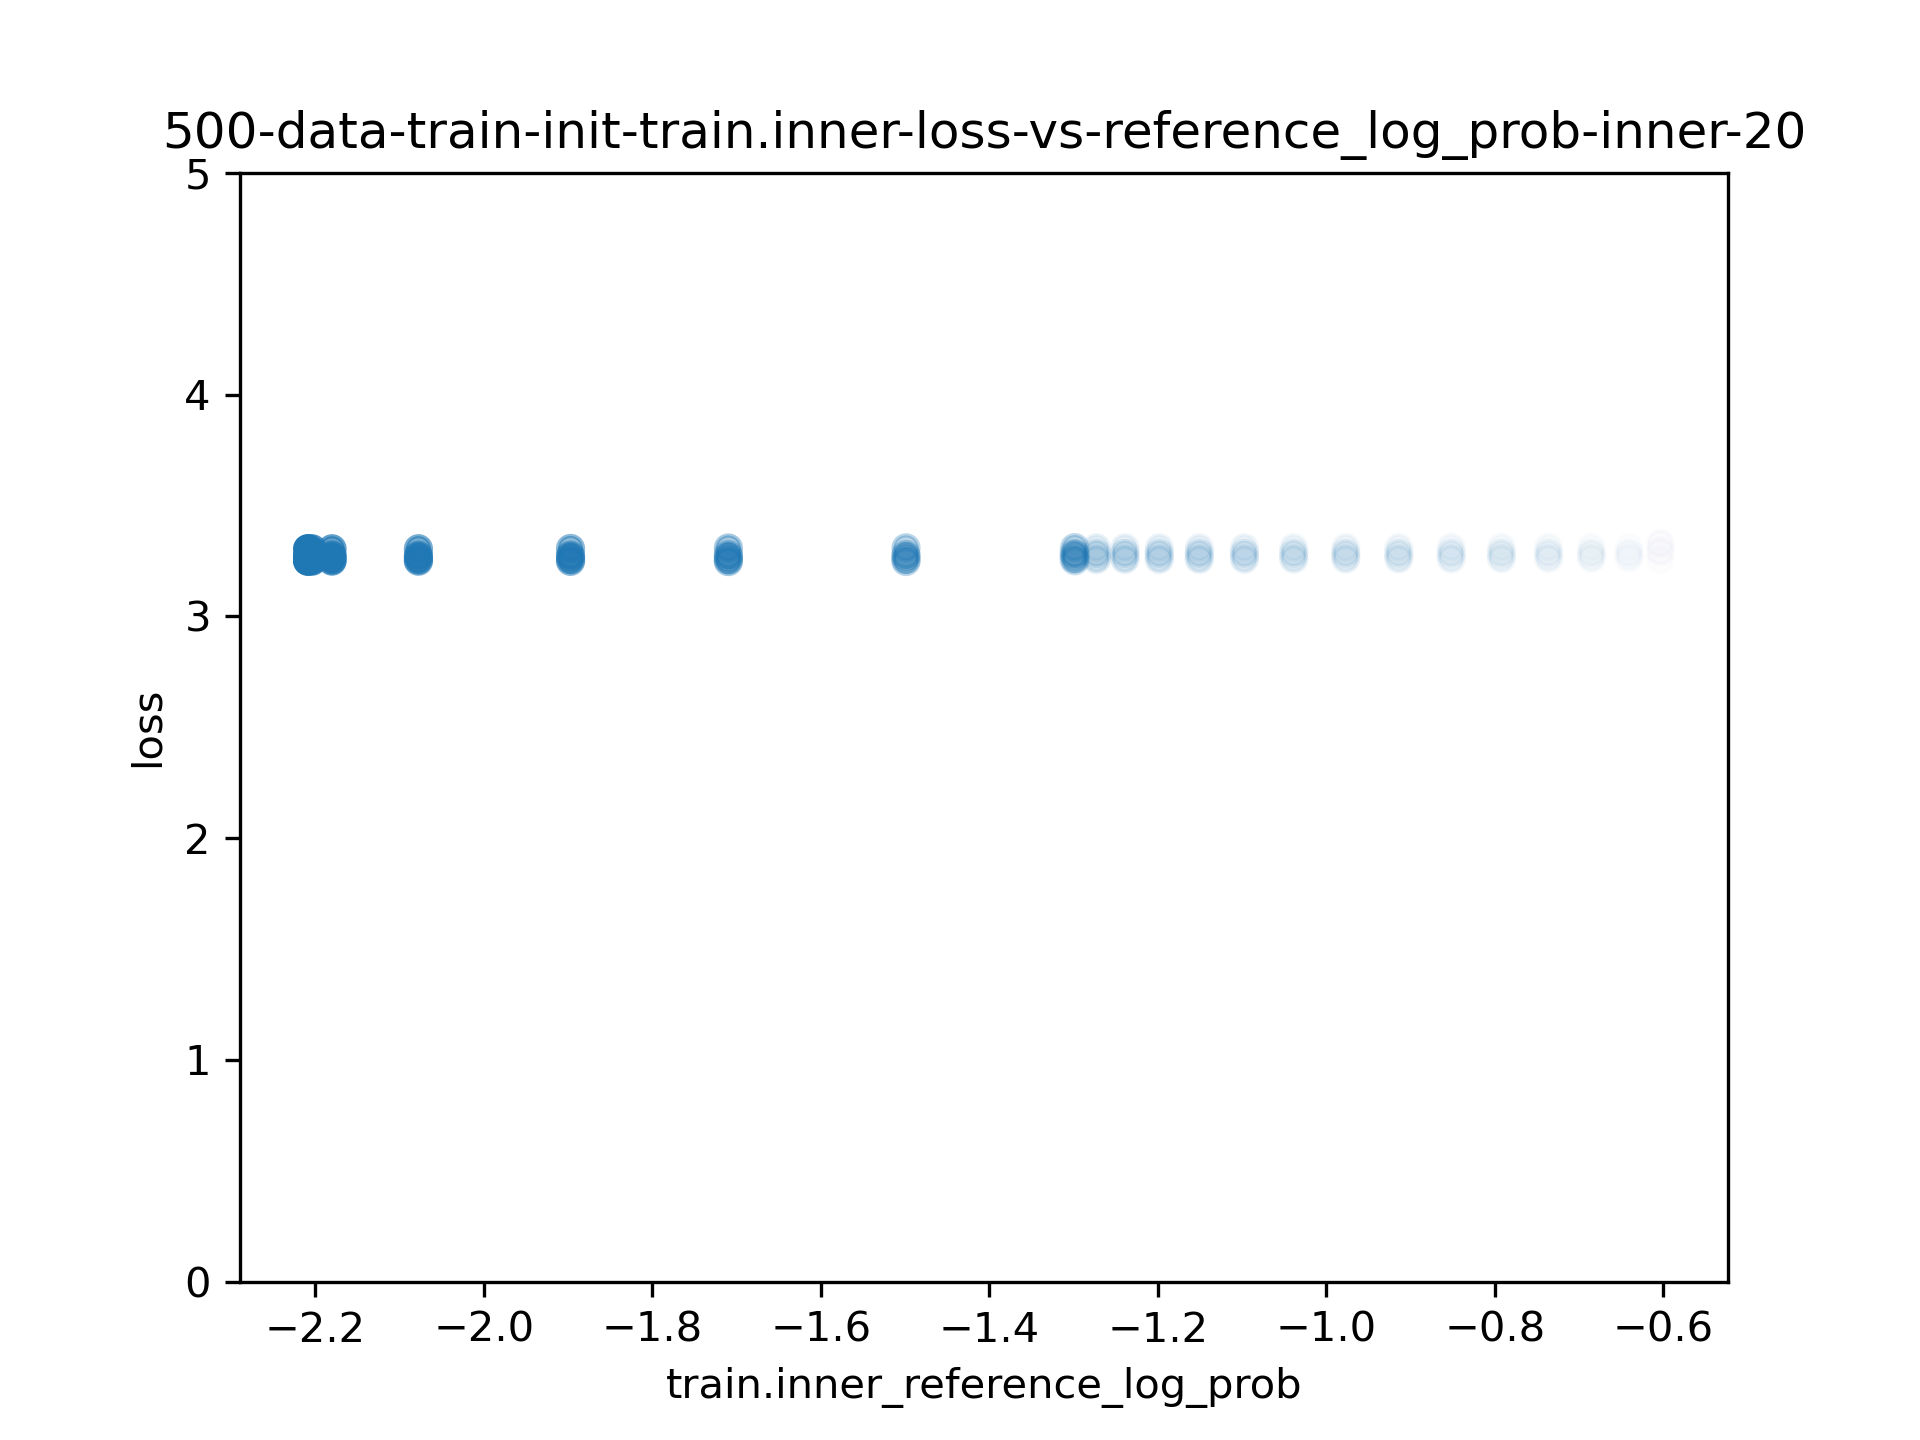 500-data-train-init-train.inner-loss-vs-reference_log_prob-inner-20
5
4
3
2
1
0
loss
−2.2 −2.0 −1.8 −1.6 −1.4 −1.2 −1.0 −0.8 −0.6
train.inner_reference_log_prob